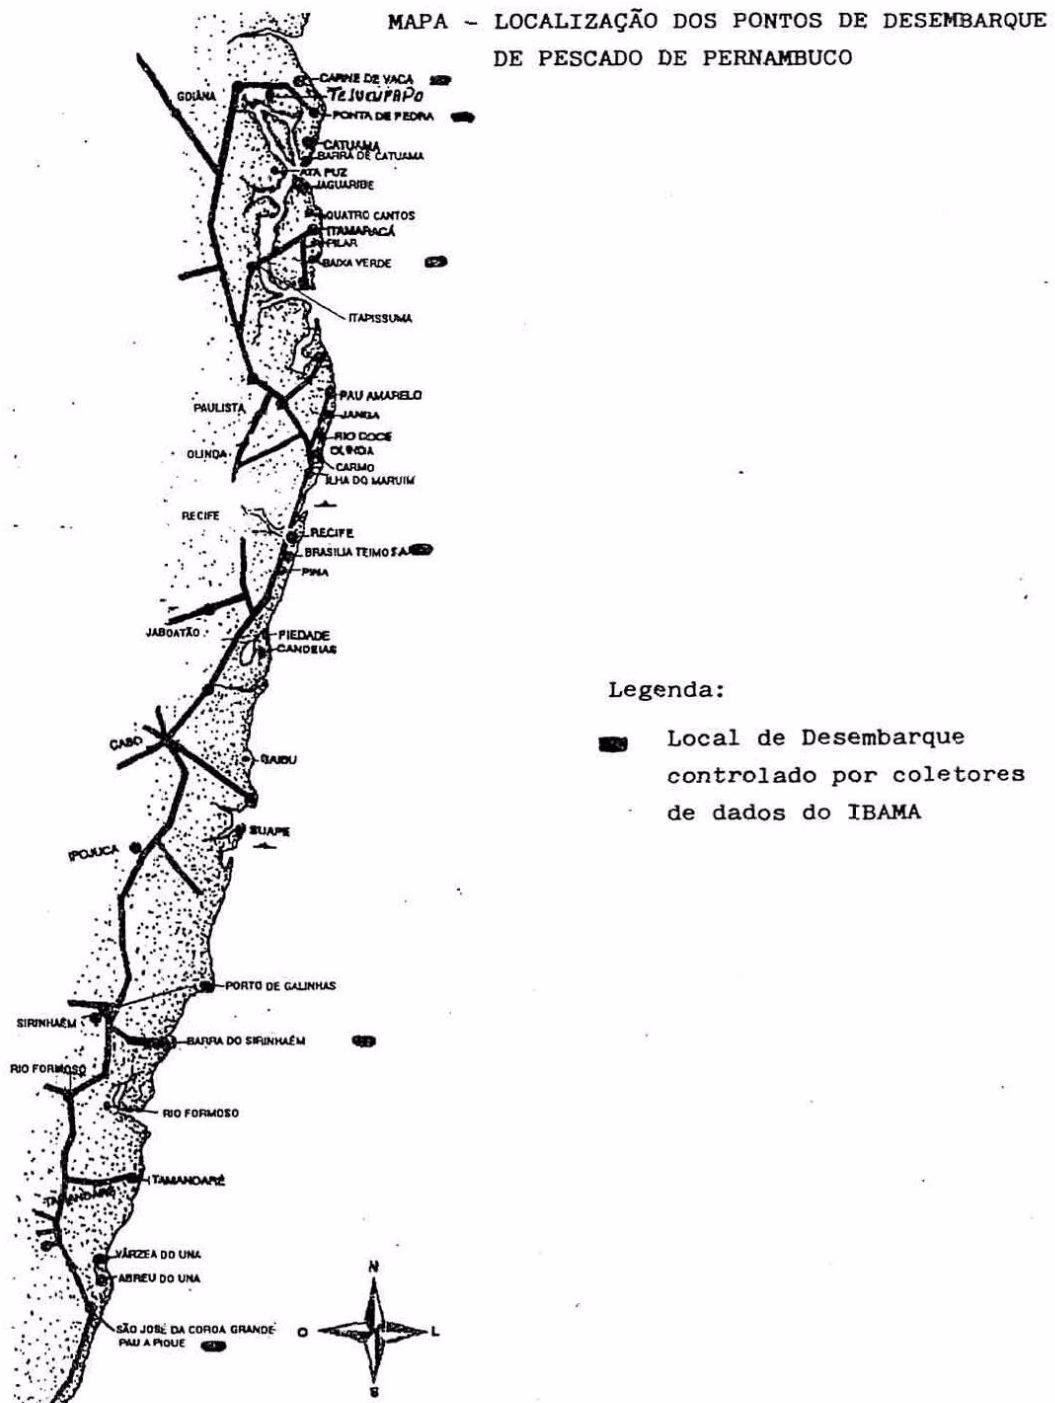 MAPA - LOCALIZAÇÃO DOS PONTOS DE DESEMBARQUE
DE PESCADO DE PERNAMBUCO
CARNE DE VACA
GOIÂNA
TEJUCUPAPO
PONTA DE PEDRA
CATUAMA
BARRA DE CATUAMA
ATAPUZ
JAGUARIBE
QUATRO CANTOS
ITAMARACÁ
PILAR
BAIXA VERDE
ITAPISSUMA
PAU AMARELO
PAULISTA
JANGA
RIO DOCE
OLINDA
OLINDA
CARMO
ILHA DO MARUIM
RECIFE
RECIFE
BRASILIA TEIMOSA
PINA
JABOATÃO
PIEDADE
CANDEIAS
Legenda:
Local de Desembarque
controlado por coletores
de dados do IBAMA
CABO
GAIBU
SUAPE
IPOJUCA
PORTO DE GALINHAS
SIRINHAÉM
BARRA DO SIRINHAÉM
RIO FORMOSO
RIO FORMOSO
TAMANDARÉ
TAMANDARÉ
VÁRZEA DO UNA
ABREU DO UNA
SÃO JOSÉ DA COROA GRANDE
PAU A PIQUE
N
O
L
S